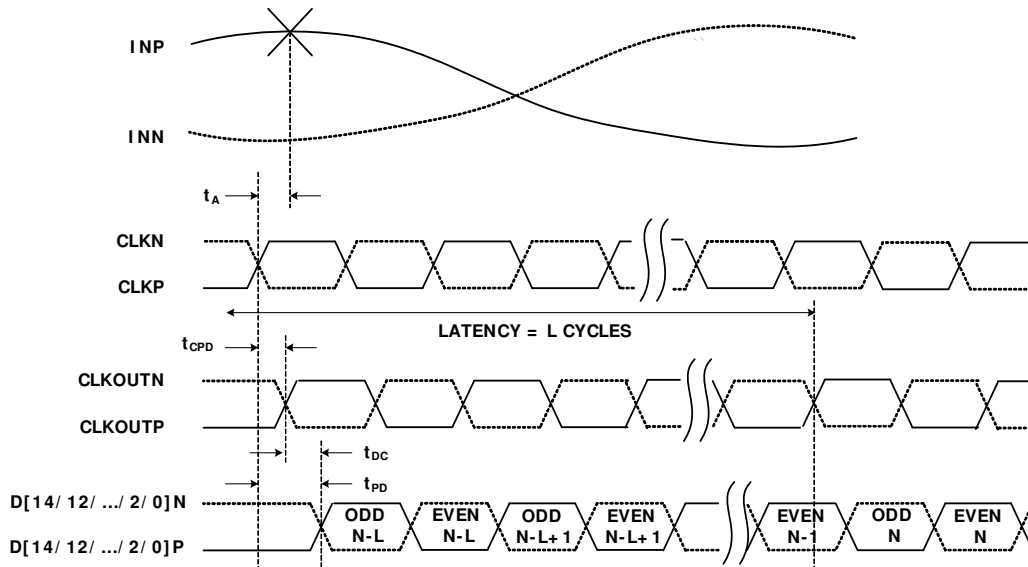 INP
INN
tA
CLKN
CLKP
LATENCY = L CYCLES
tCPD
CLKOUTN
CLKOUTP
tDC
tPD
D[14/12/.../2/0]N
D[14/12/.../2/0]P
ODD N-L
EVEN N-L
ODD N-L+1
EVEN N-L+1
EVEN N-1
ODD N
EVEN N